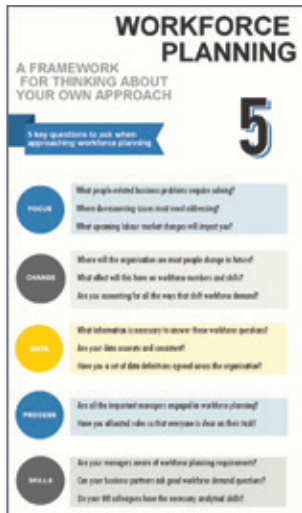 WORKFORCE
PLANNING
A FRAMEWORK
FOR THINKING ABOUT
YOUR OWN APPROACH
5 key questions to ask when
approaching workforce planning
5
FOCUS
What people-related business problems require solving?
Where do resourcing issues most need addressing?
What upcoming labour market changes will impact you?
CHANGE
Where will the organisation see most people change in future?
What effect will this have on workforce numbers and skills?
Are you accounting for all the ways that shift workforce demand?
DATA
What information is necessary to answer these workforce questions?
Are your data accurate and consistent?
Have you a set of data definitions agreed across the organisation?
PROCESS
Are all the important managers engaged in workforce planning?
Have you allocated roles so that everyone is clear on their task?
SKILLS
Are your managers aware of workforce planning requirements?
Can your business partners ask good workforce demand questions?
Do your HR colleagues have the necessary analytical skills?